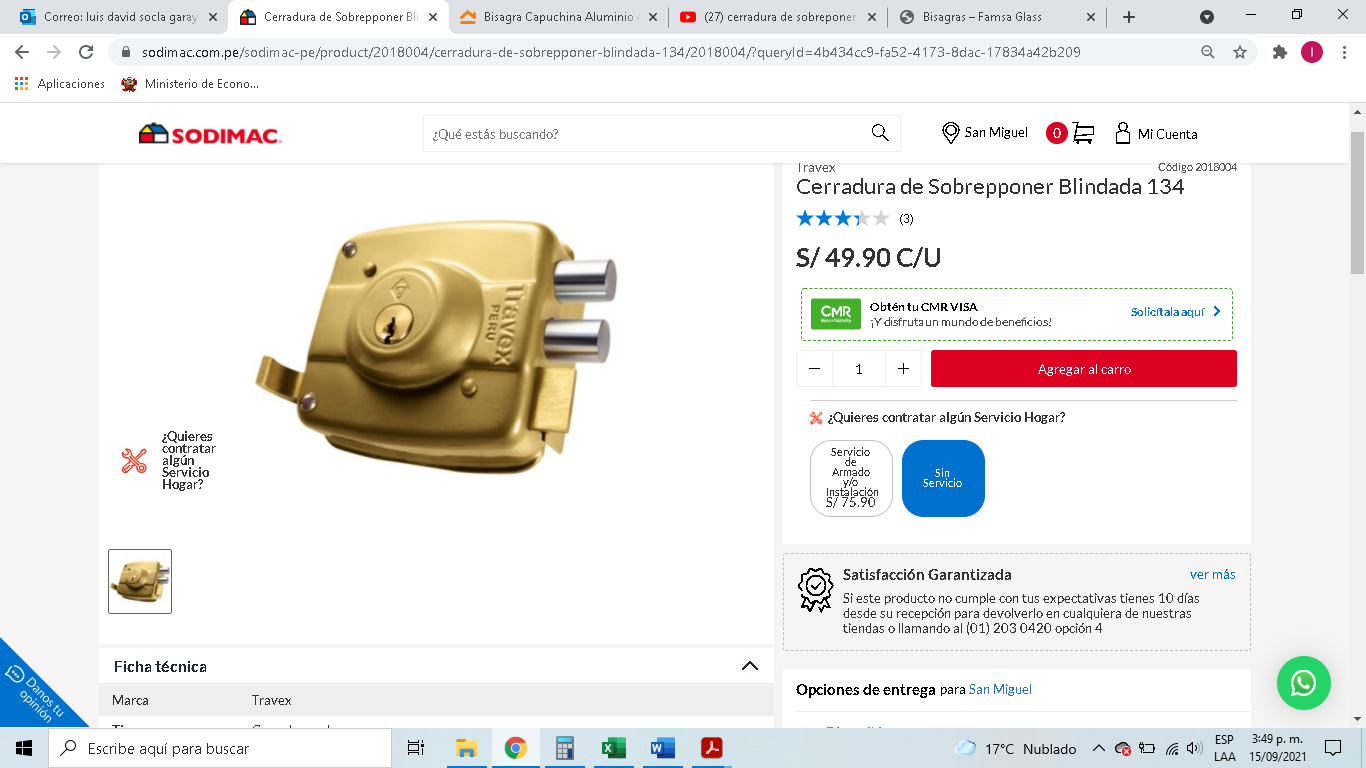 Correo: luis david socla garay
Cerradura de Sobrepponer Bli
Bisagra Capuchina Aluminio
Cerradura de sobreponer
Bisagras – Famsa Glass
sodimac.com.pe/sodimac-pe/product/2018004/cerradura-de-sobrepponer-blindada-134/2018004/?queryId=4b434cc9-fa52-4173-8dac-17834a42b209
I
Aplicaciones
Ministerio de Econo...
SODIMAC
¿Qué estás buscando?
San Miguel
0
Mi Cuenta
Travex
Código 2018004
Cerradura de Sobrepponer Blindada 134
(3)
S/ 49.90 C/U
CMR
Obtén tu CMR VISA
¡Y disfruta un mundo de beneficios!
Solicítala aquí
1
Agregar al carro
¿Quieres contratar algún Servicio Hogar?
Servicio
de
Armado
y/o
Instalación
S/ 75.90
Sin
Servicio
TRAVEX
PERU
¿Quieres
contratar
algún
Servicio
Hogar?
Satisfacción Garantizada
ver más
Si este producto no cumple con tus expectativas tienes 10 días
desde su recepción para devolverlo en cualquiera de nuestras
tiendas o llamando al (01) 203 0420 opción 4
Ficha técnica
Marca
Travex
Opciones de entrega para San Miguel
Danos tu
opinión
Escribe aquí para buscar
17°C Nublado
ESP
LAA
3:49 p. m.
15/09/2021